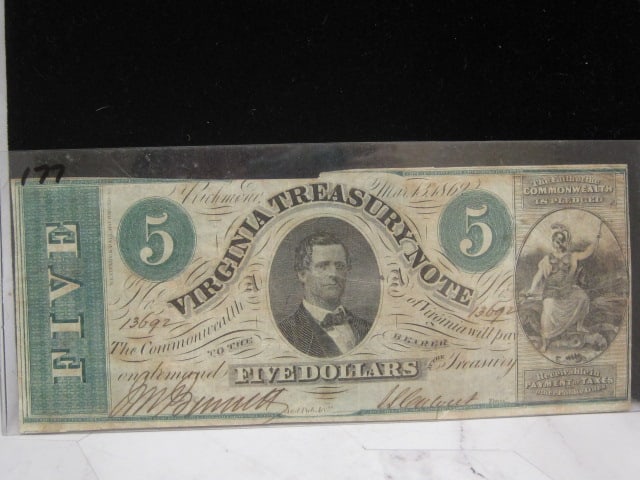 177
Richmond, Mar. 13, 1862
The Faith of the
COMMONWEALTH
IS PLEDGED
5
5
VIRGINIA TREASURY NOTE
FIVE
13692
13692
The Commonwealth of Virginia will pay
TO THE BEARER
on demand FIVE DOLLARS at the Treasury
Receivable in
PAYMENT of TAXES